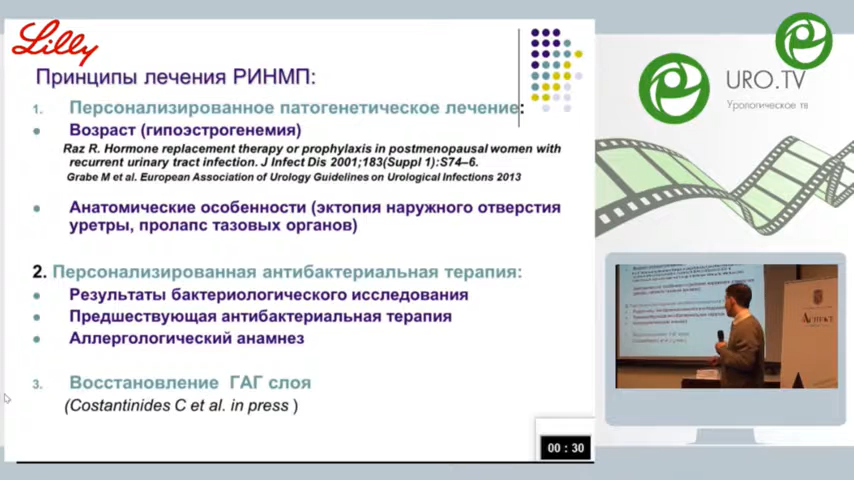 Lilly
Принципы лечения РИНМП:
1. Персонализированное патогенетическое лечение:
Возраст (гипоэстрогенемия)
Raz R. Hormone replacement therapy or prophylaxis in postmenopausal women with
recurrent urinary tract infection. J Infect Dis 2001;183(Suppl 1):S74–6.
Grabe M et al. European Association of Urology Guidelines on Urological Infections 2013
Анатомические особенности (эктопия наружного отверстия
уретры, пролапс тазовых органов)
2. Персонализированная антибактериальная терапия:
Результаты бактериологического исследования
Предшествующая антибактериальная терапия
Аллергологический анамнез
3. Восстановление ГАГ слоя
(Costantinides C et al. in press )
00 : 30
URO.TV
Урологическое тв
Аспект